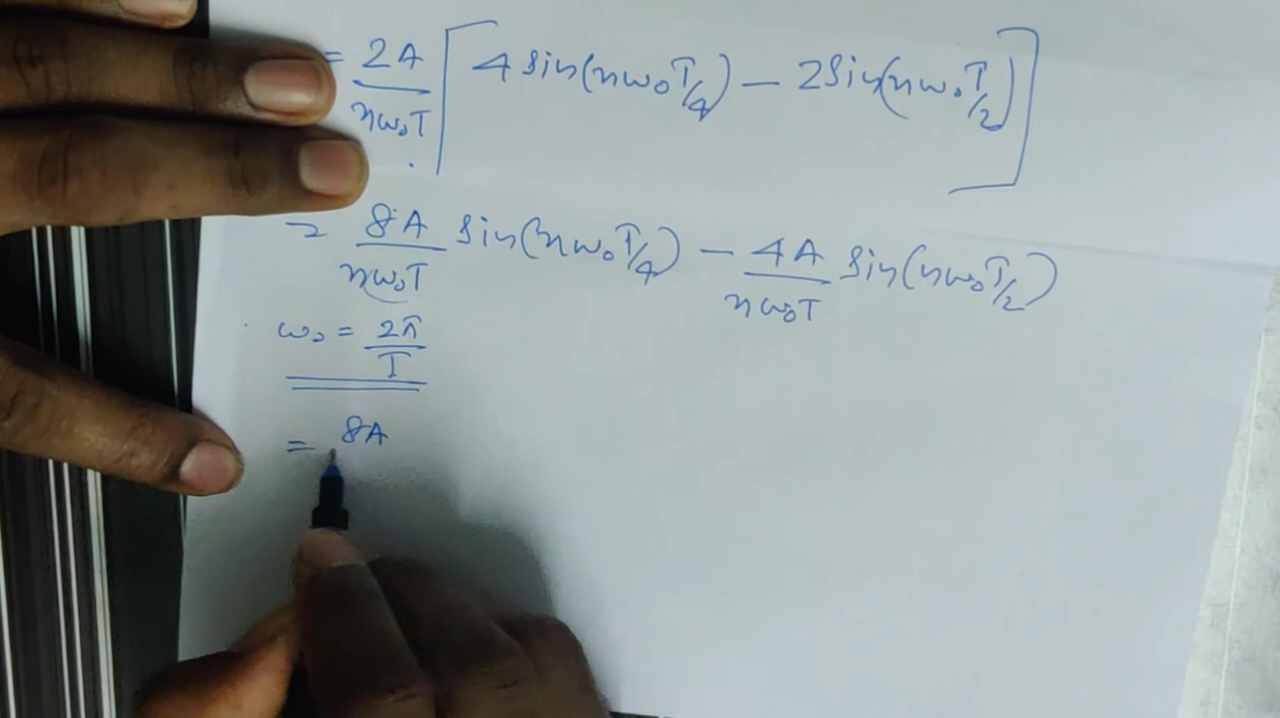 = 2A/nω₀T [ 4 Sin(nω₀T/4) - 2 Sin(nω₀T/2) ]
= 8A/nω₀T Sin(nω₀T/4) - 4A/nω₀T Sin(nω₀T/2)
ω₀ = 2π/T
= 8A